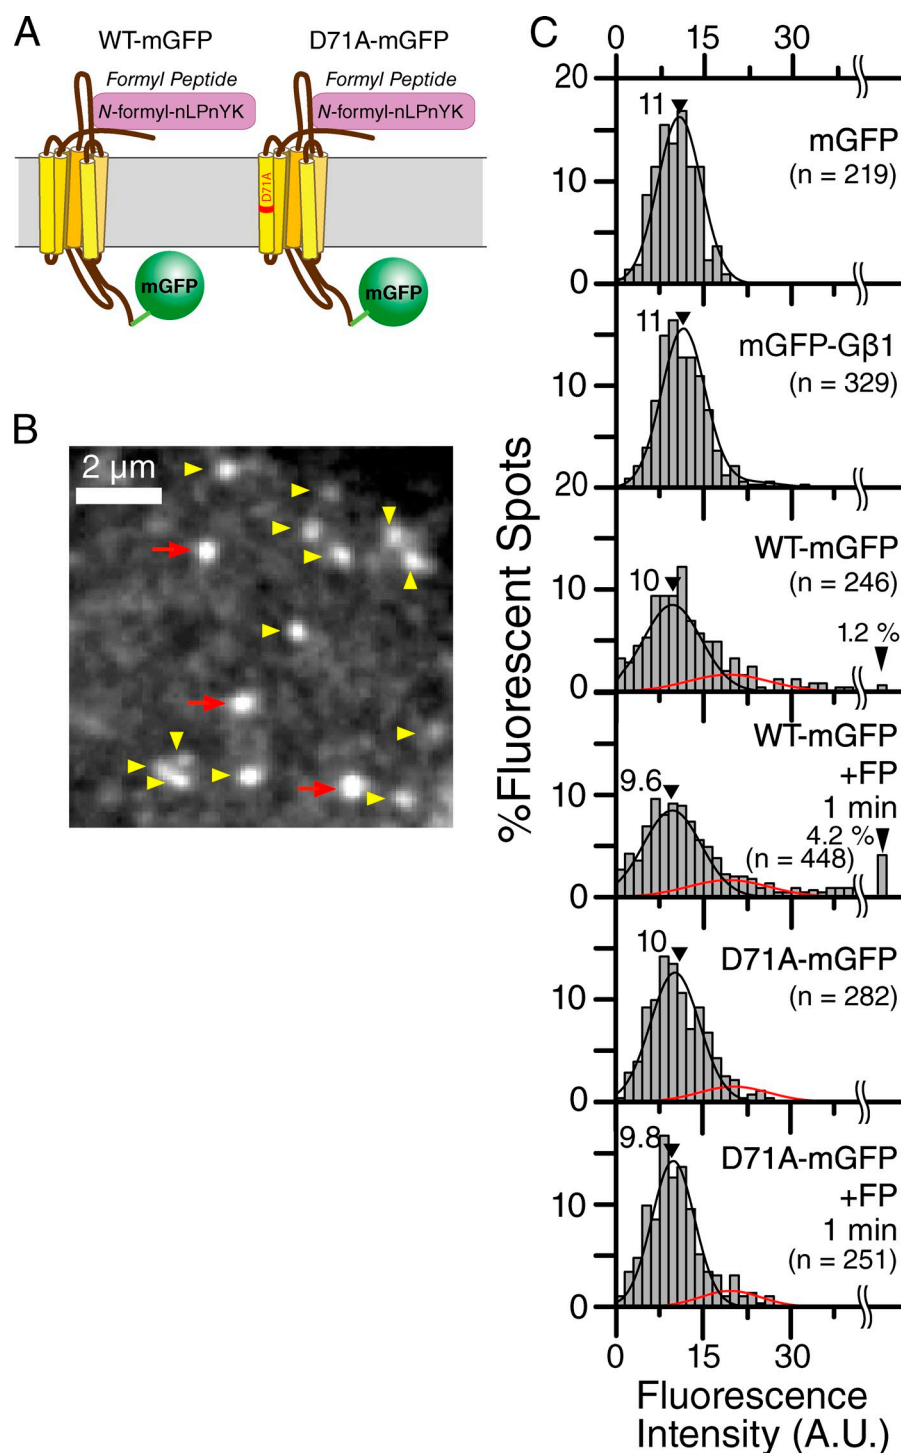 A
WT-mGFP
D71A-mGFP
Formyl Peptide
Formyl Peptide
N-formyl-nLPnYK
N-formyl-nLPnYK
D71A
mGFP
mGFP
B
2 μm
C
0 15 30
%Fluorescent Spots
20
11
mGFP
(n = 219)
10
0
11
mGFP-Gβ1
(n = 329)
10
20
WT-mGFP
(n = 246)
10
10
1.2 %
0
WT-mGFP
+FP
1 min
9.6
10
4.2 %
(n = 448)
0
10
D71A-mGFP
(n = 282)
10
0
9.8
D71A-mGFP
+FP
1 min
(n = 251)
10
0
0 15 30
Fluorescence
Intensity (A.U.)